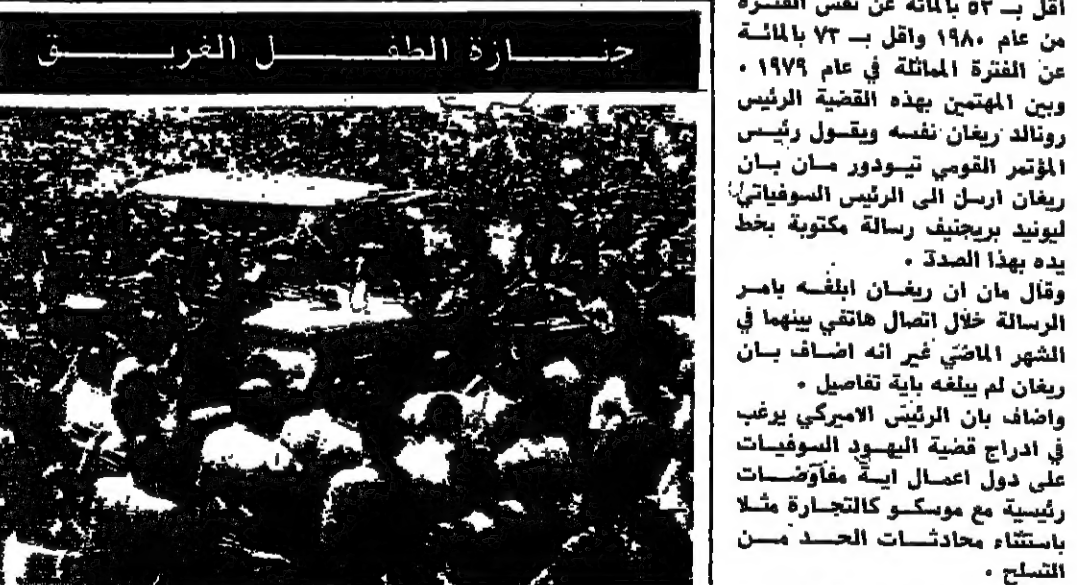 اقل بـ ٥٣ بالمائة عن نفس الفترة
من عام ١٩٨٠ واقل بـ ٧٣ بالمائة
عن الفترة المماثلة في عام ١٩٧٩ ٠
وبين المهتمين بهذه القضية الرئيس
رونالد ريغان نفسه ويقول رئيس
المؤتمر القومي تيودور مان بان
ريغان ارسل الى الرئيس السوفياتي
ليونيد بريجنيف رسالة مكتوبة بخط
يده بهذا الصدد ٠
وقال مان ان ريغان ابلغه بامر
الرسالة خلال اتصال هاتفي بينهما في
الشهر الماضي غير انه اضاف بان
ريغان لم يبلغه باية تفاصيل ٠
واضاف بان الرئيس الاميركي يرغب
في ادراج قضية اليهود السوفيات
على دول اعمال اية مفاوضات
رئيسية مع موسكو كالتجارة مثلا
باستثناء محادثات الحد من
التسلح ٠
جنازة الطفل الغريق